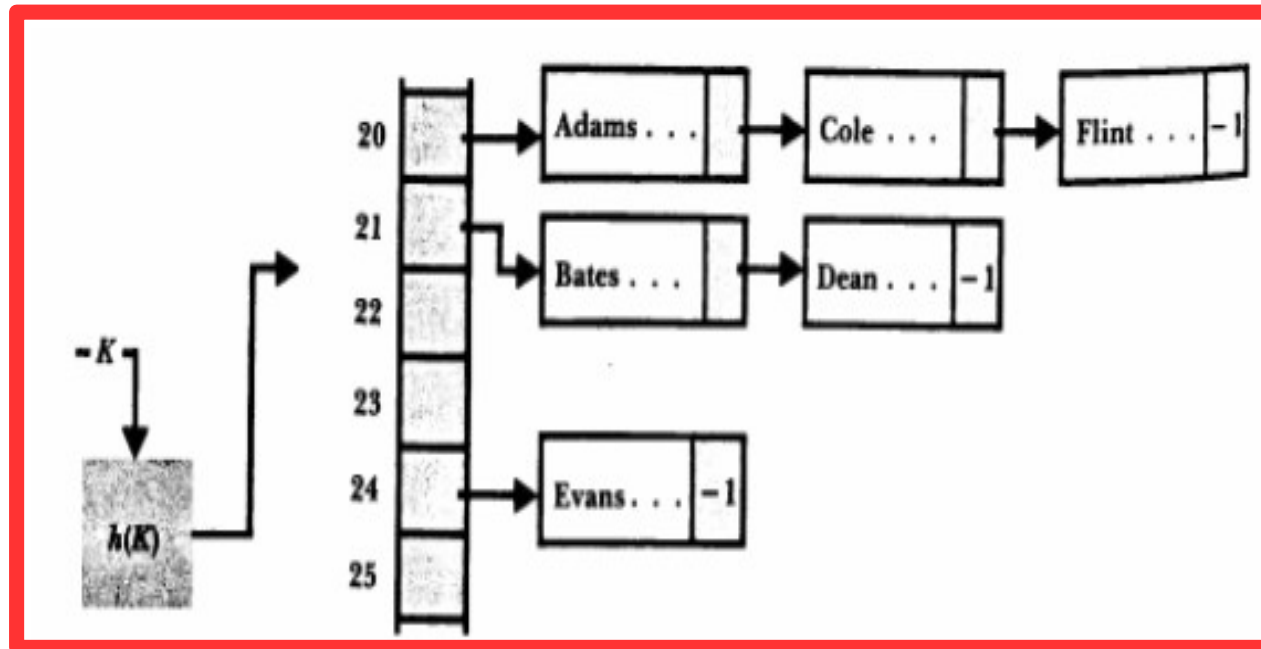 20 Adams . . . Cole . . . Flint . . . -1
21 Bates . . . Dean . . . -1
22
- K
23
24 Evans . . . -1
h(K)
25